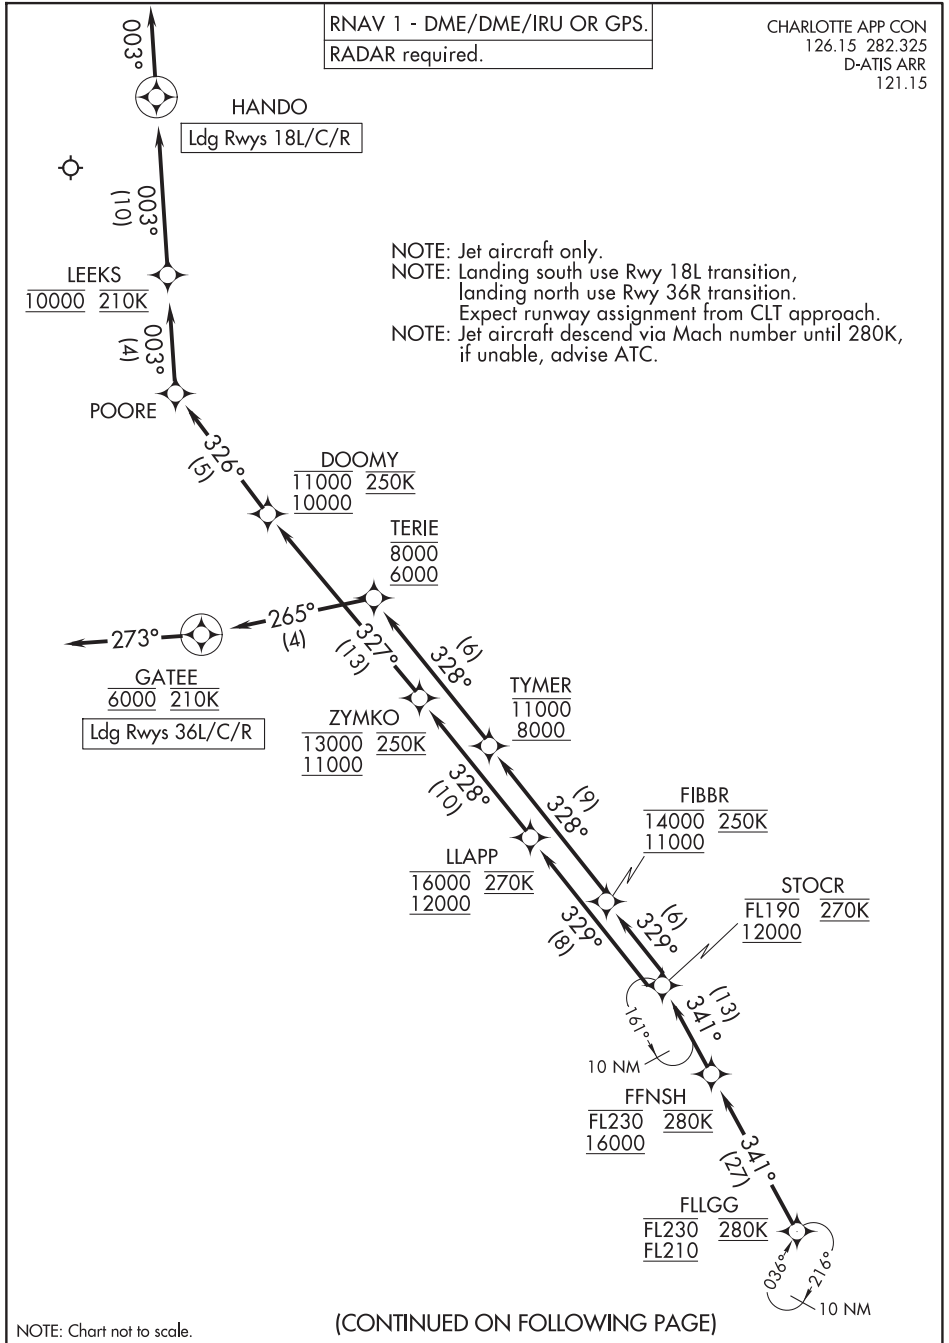 RNAV 1 - DME/DME/IRU OR GPS.
RADAR required.
CHARLOTTE APP CON
126.15 282.325
D-ATIS ARR
121.15
003°
HANDO
Ldg Rwys 18L/C/R
003°
(10)
LEEKS
10000 210K
NOTE: Jet aircraft only.
NOTE: Landing south use Rwy 18L transition,
landing north use Rwy 36R transition.
Expect runway assignment from CLT approach.
NOTE: Jet aircraft descend via Mach number until 280K,
if unable, advise ATC.
003°
(4)
POORE
326°
(5)
DOOMY
11000 250K
10000
TERIE
8000
6000
265°
(4)
273°
GATEE
6000 210K
Ldg Rwys 36L/C/R
327°
(13)
(6)
328°
TYMER
11000
8000
ZYMKO
13000 250K
11000
328°
(10)
(9)
328°
FIBBR
14000 250K
11000
LLAPP
16000 270K
12000
STOCR
FL190 270K
12000
329°
(8)
(6)
329°
161°
10 NM
(13)
341°
FFNSH
FL230 280K
16000
341°
(27)
FLLGG
FL230 280K
FL210
036°
216°
10 NM
NOTE: Chart not to scale.
(CONTINUED ON FOLLOWING PAGE)